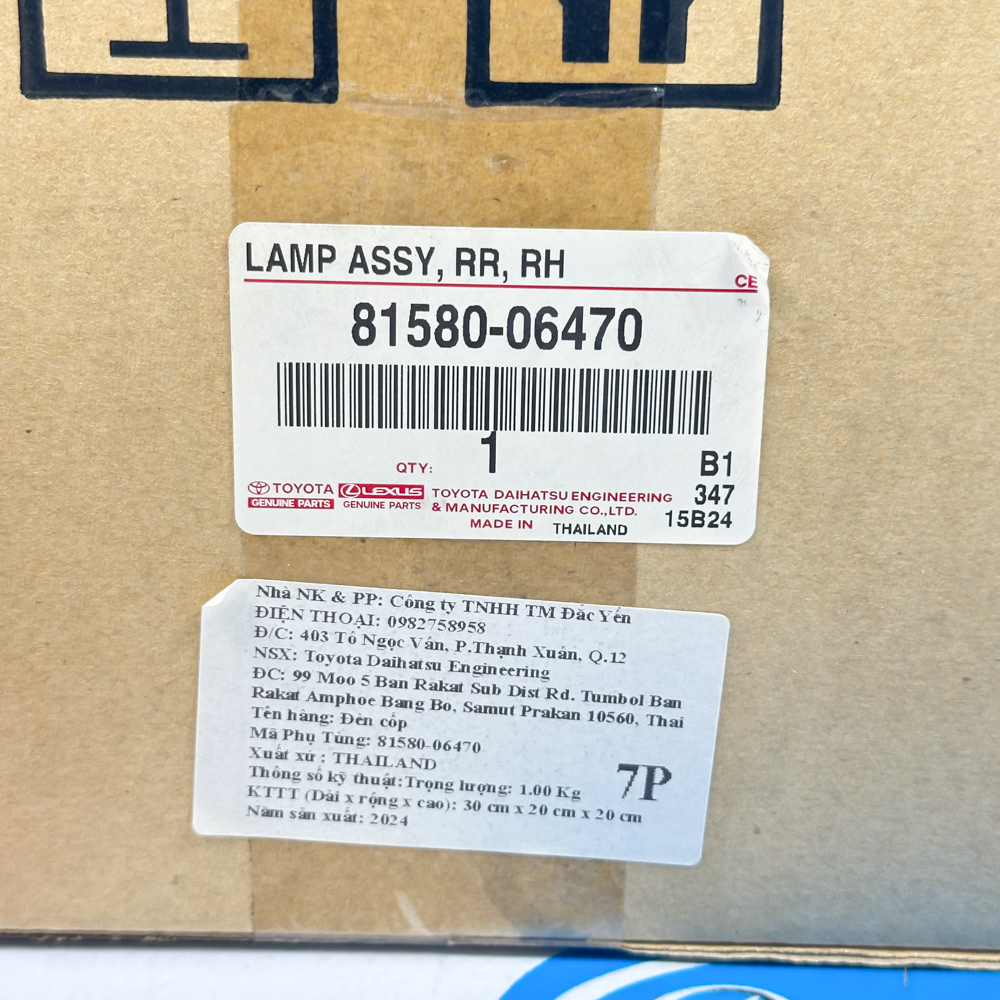 LAMP ASSY, RR, RH
CE
81580-06470
QTY: 1
B1
TOYOTA LEXUS TOYOTA DAIHATSU ENGINEERING 347
GENUINE PARTS GENUINE PARTS & MANUFACTURING CO.,LTD. 15B24
MADE IN THAILAND
Nhà NK & PP: Công ty TNHH TM Đắc Yến
ĐIỆN THOẠI: 0982758958
Đ/C: 403 Tô Ngọc Vân, P.Thạnh Xuân, Q.12
NSX: Toyota Daihatsu Engineering
ĐC: 99 Moo 5 Ban Rakat Sub Dist Rd. Tumbol Ban
Rakat Amphoe Bang Bo, Samut Prakan 10560, Thai
Tên hàng: Đèn cốp
Mã Phụ Tùng: 81580-06470
Xuất xứ : THAILAND
Thông số kỹ thuật:Trọng lượng: 1.00 Kg
KTTT (Dài x rộng x cao): 30 cm x 20 cm x 20 cm
Năm sản xuất: 2024
7P